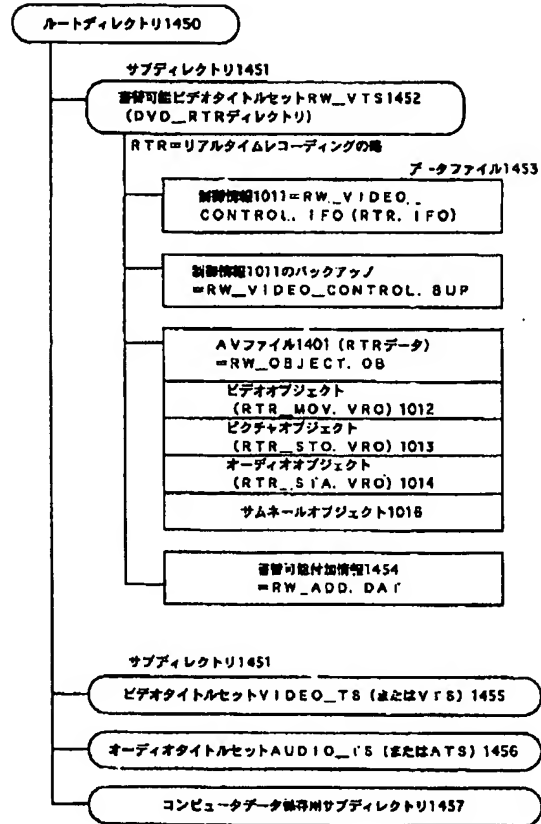 ルートディレクトリ1450
サブディレクトリ1451
書替可能ビデオタイトルセットRW__VTS1452
(DVD__RTRディレクトリ)
RTR=リアルタイムレコーディングの略
データファイル1453
制御情報1011=RW__VIDEO__
CONTROL. IFO (RTR. IFO)
制御情報1011のバックアップ
=RW__VIDEO__CONTROL. BUP
AVファイル1401 (RTRデータ)
=RW__OBJECT. OB
ビデオオブジェクト
(RTR__MOV. VRO) 1012
ピクチャオブジェクト
(RTR__STO. VRO) 1013
オーディオオブジェクト
(RTR__STA. VRO) 1014
サムネールオブジェクト1016
書替可能付加情報1454
=RW__ADD. DAT
サブディレクトリ1451
ビデオタイトルセットVIDEO__TS (またはVTS) 1455
オーディオタイトルセットAUDIO__TS (またはATS) 1456
コンピュータデータ保存用サブディレクトリ1457